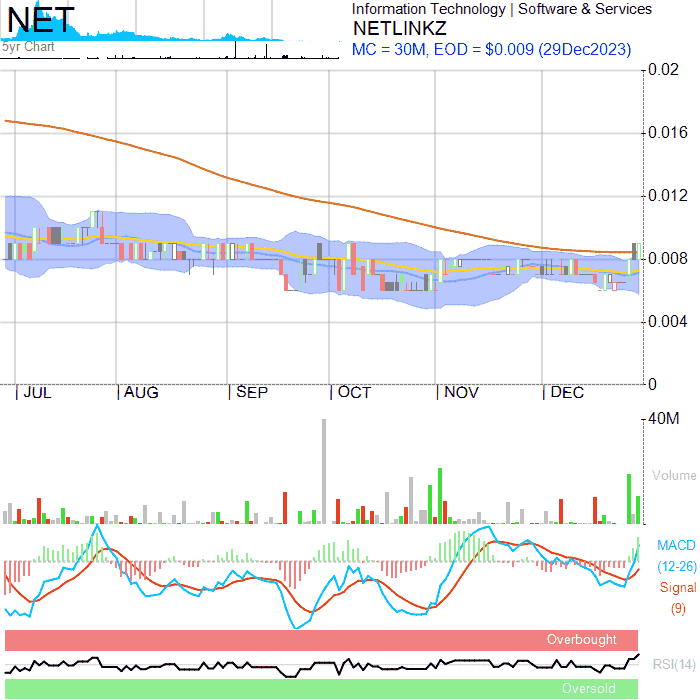 NET
5yr Chart
Information Technology | Software & Services
NETLINKZ
MC = 30M, EOD = $0.009 (29Dec2023)
0.02
0.016
0.012
0.008
0.004
0
| JUL | AUG | SEP | OCT | NOV | DEC
40M
Volume
MACD
(12-26)
Signal
(9)
Overbought
RSI(14)
Oversold